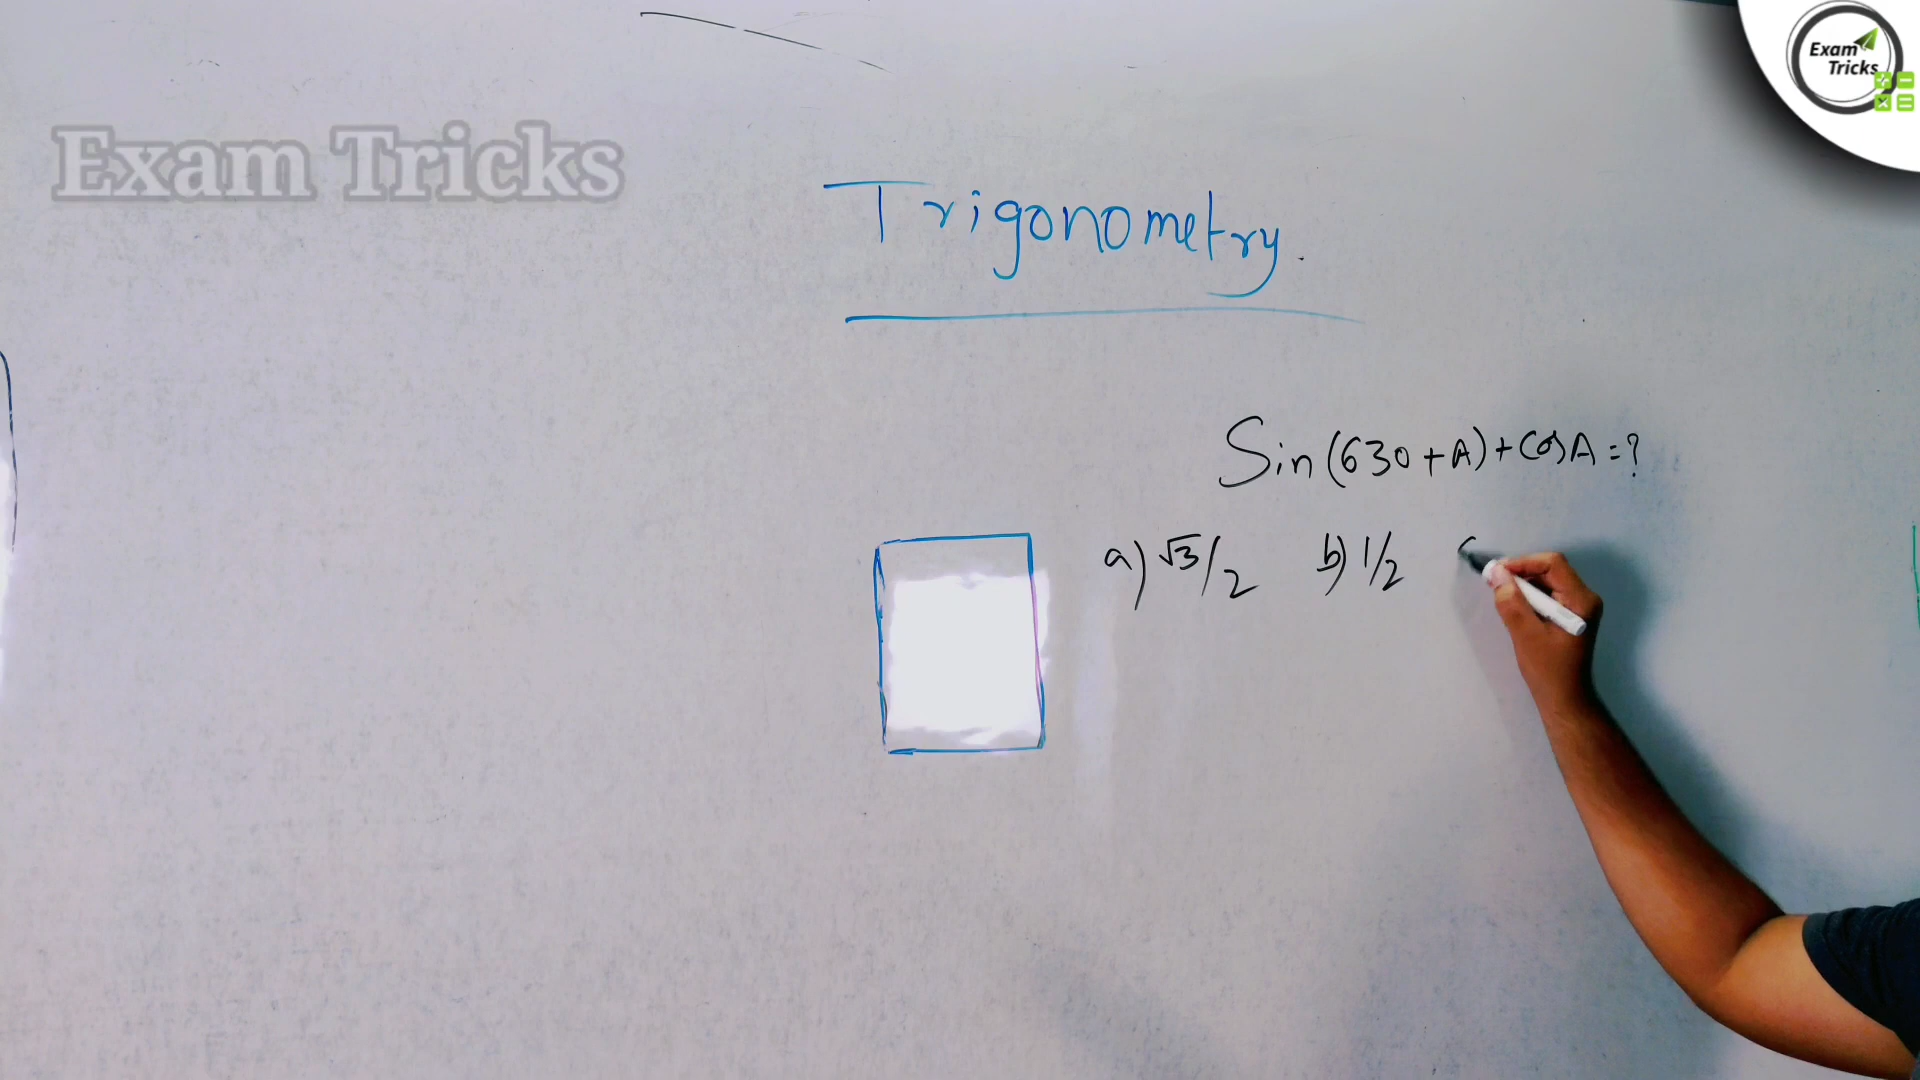 Exam
Tricks
Exam Tricks
Trigonometry.
Sin(630+A)+CosA=?
a) √3/2 b) 1/2